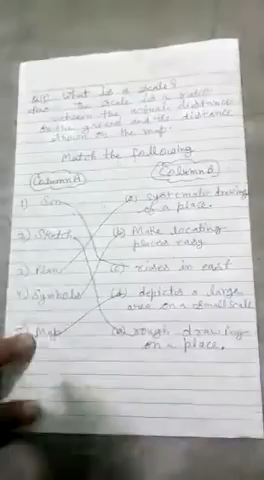 Q1) What is a scale?
Ans The scale is a ratio
between the actual distance
on the ground and the distance
shown on the map.
Match the following
Column A
Column B
1) Sun
(a) systematic drawing
of a place.
2) Sketch
(b) Make locating
places easy
3) Plan
(c) rises in east
4) Symbols
(d) depicts a large
area on a small scale
5) Map
(e) rough drawing
on a place.